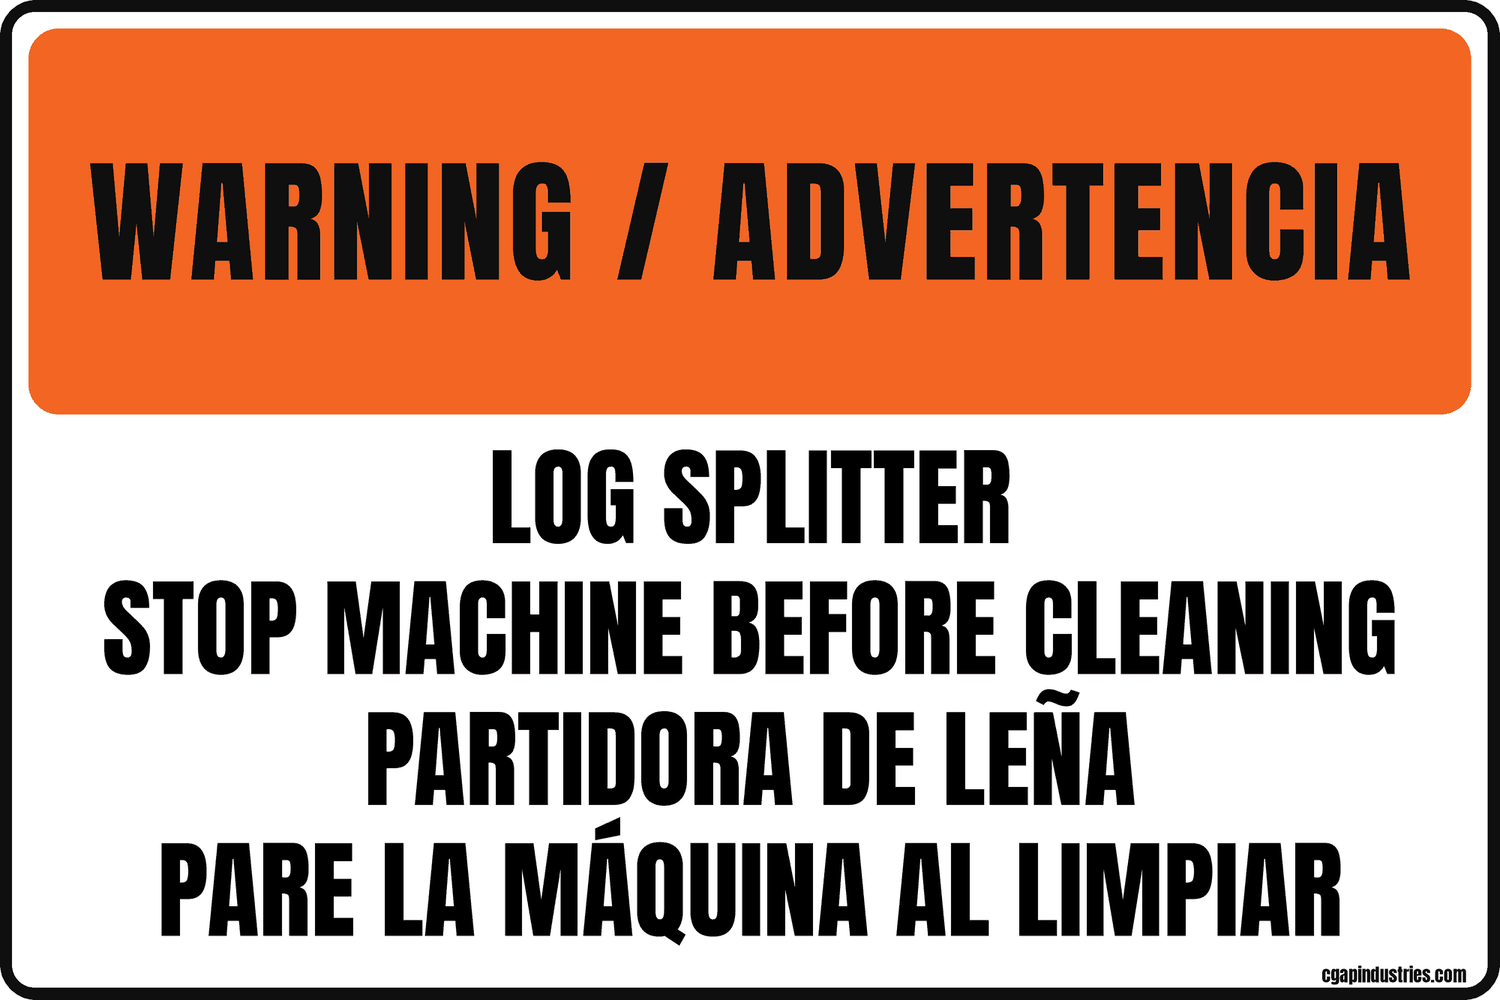 WARNING / ADVERTENCIA
LOG SPLITTER
STOP MACHINE BEFORE CLEANING
PARTIDORA DE LEÑA
PARE LA MÁQUINA AL LIMPIAR
cgapindustries.com